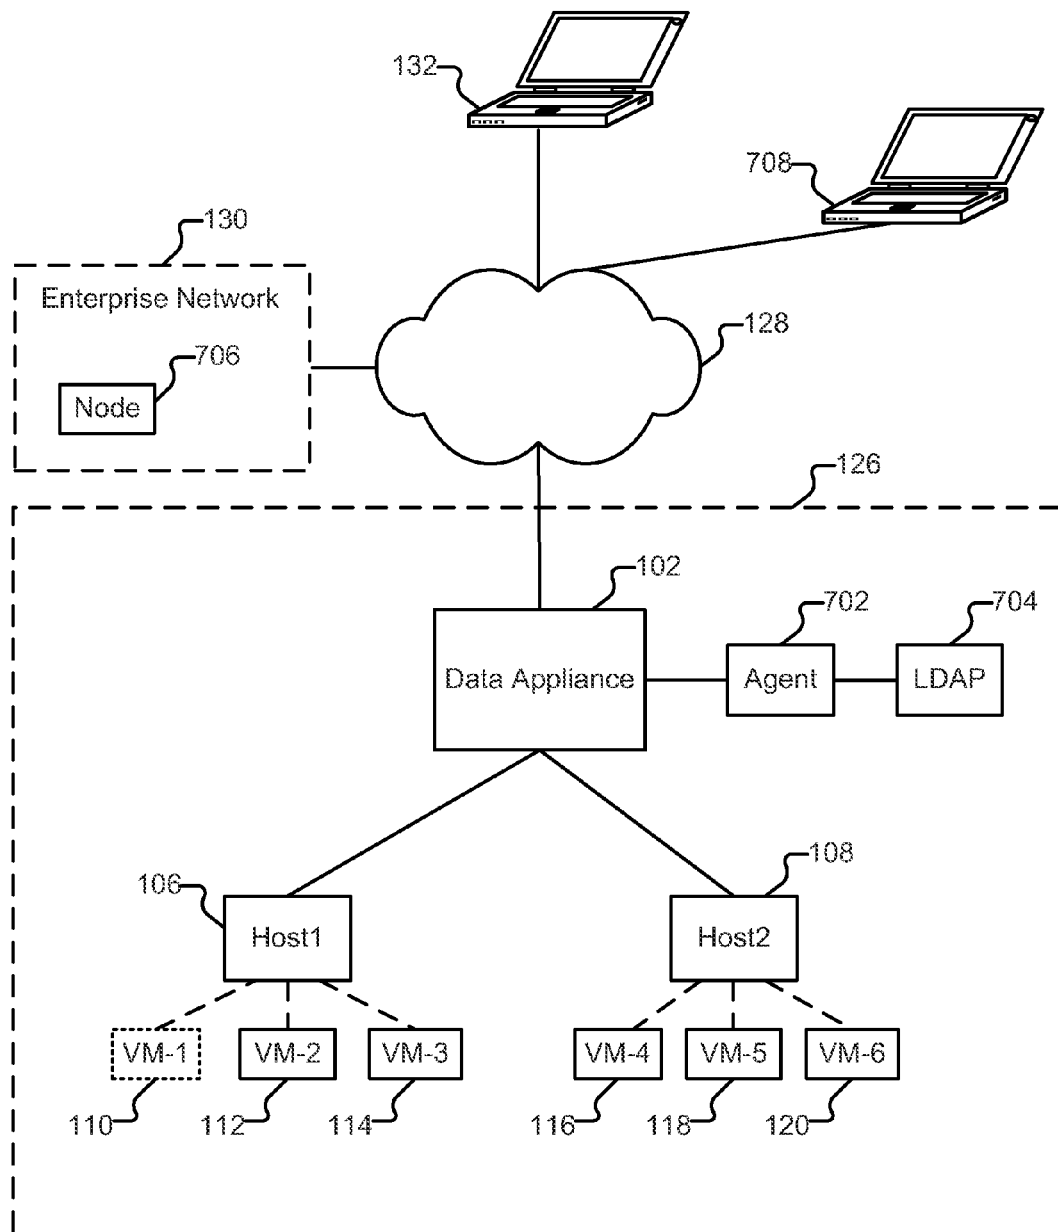 132
708
130
Enterprise Network
128
706
Node
126
102
702
704
Data Appliance
Agent
LDAP
108
106
Host1
Host2
VM-1
VM-2
VM-3
VM-4
VM-5
VM-6
110
112
114
116
118
120